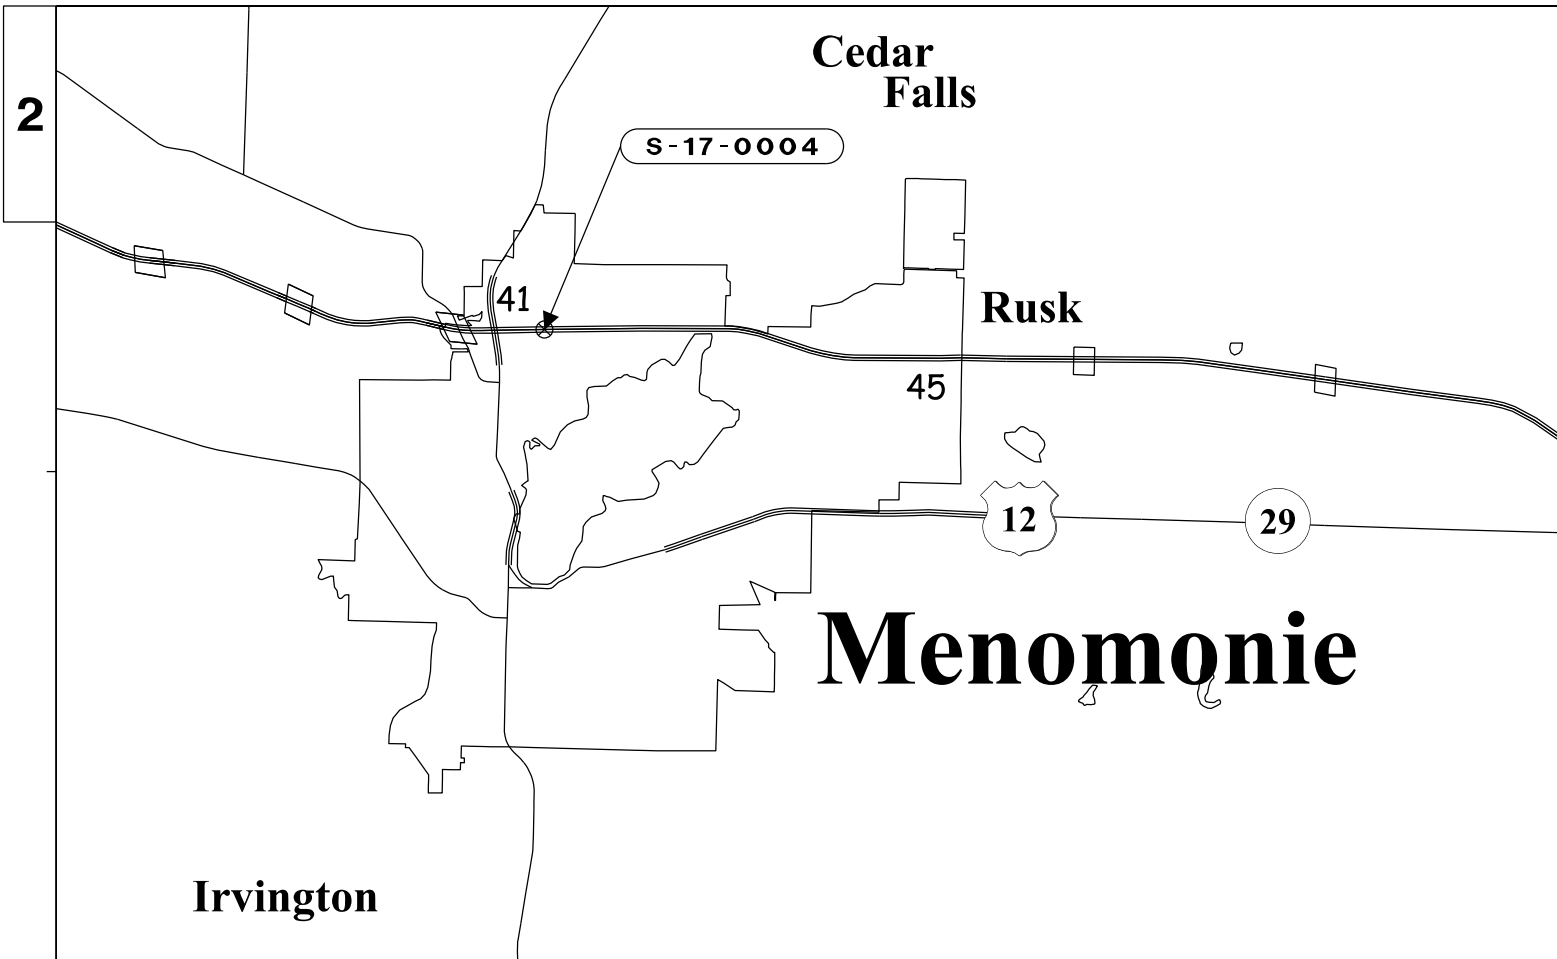 Cedar
Falls
2
S-17-0004
41
Rusk
45
12
29
Menomonie
Irvington